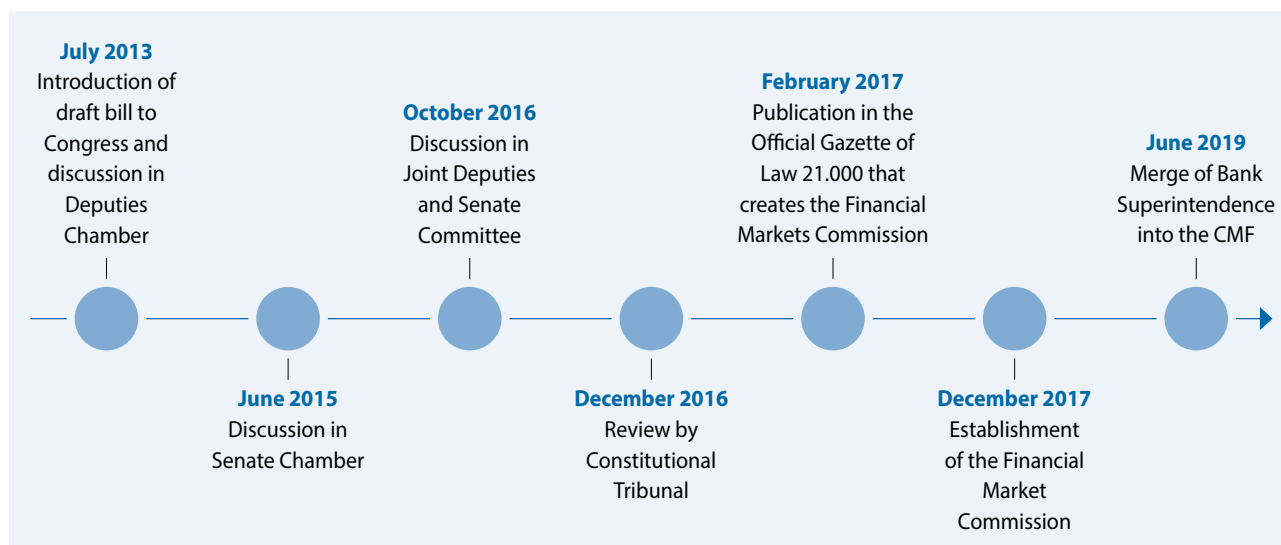 July 2013
Introduction of
draft bill to
Congress and
discussion in
Deputies
Chamber
June 2015
Discussion in
Senate Chamber
October 2016
Discussion in
Joint Deputies
and Senate
Committee
December 2016
Review by
Constitutional
Tribunal
February 2017
Publication in the
Official Gazette of
Law 21.000 that
creates the Financial
Markets Commission
December 2017
Establishment
of the Financial
Market
Commission
June 2019
Merge of Bank
Superintendence
into the CMF